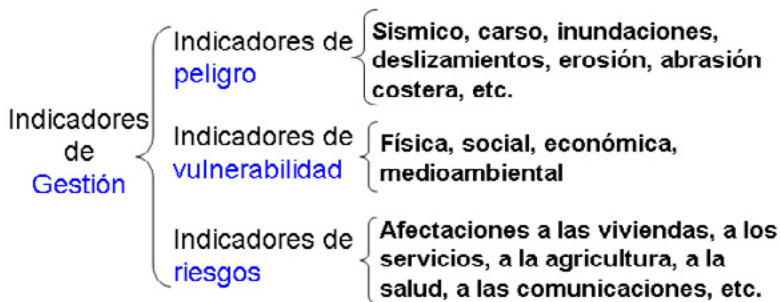 Indicadores
de
Gestión
Indicadores de
peligro
Sísmico, carso, inundaciones,
deslizamientos, erosión, abrasión
costera, etc.
Indicadores de
vulnerabilidad
Física, social, económica,
medioambiental
Indicadores de
riesgos
Afectaciones a las viviendas, a los
servicios, a la agricultura, a la
salud, a las comunicaciones, etc.